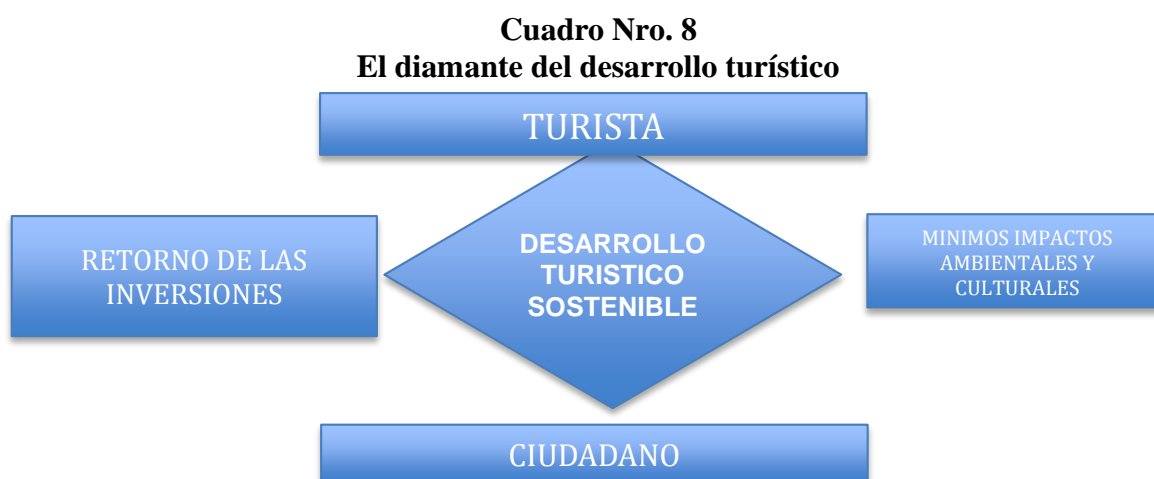 Cuadro Nro. 8
El diamante del desarrollo turístico
TURISTA
RETORNO DE LAS
INVERSIONES
DESARROLLO
TURISTICO
SOSTENIBLE
MINIMOS IMPACTOS
AMBIENTALES Y
CULTURALES
CIUDADANO